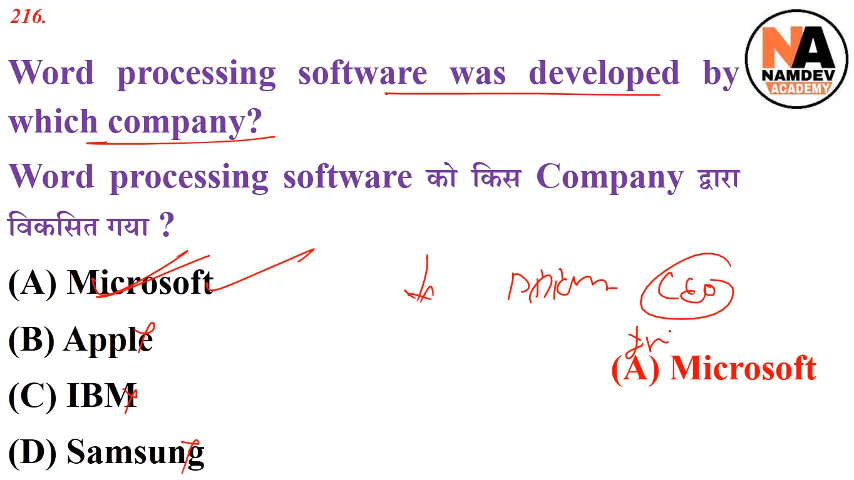 216.
NA
NAMDEV
ACADEMY
Word processing software was developed by
which company?
Word processing software को किस Company द्वारा
विकसित गया ?
(A) Microsoft
CEO
(B) Apple
(A) Microsoft
(C) IBM
(D) Samsung